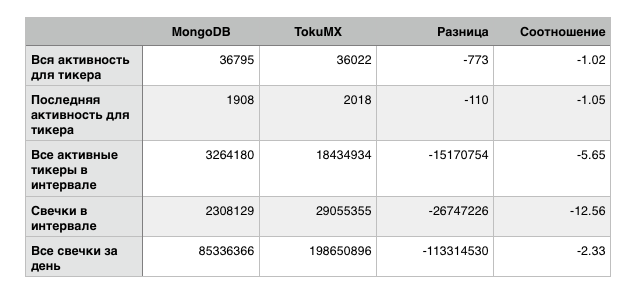 MongoDB TokuMX Разница Соотношение
Вся активность
для тикера 36795 36022 -773 -1.02
Последняя
активность для
тикера 1908 2018 -110 -1.05
Все активные
тикеры в
интервале 3264180 18434934 -15170754 -5.65
Свечки в
интервале 2308129 29055355 -26747226 -12.56
Все свечки за
день 85336366 198650896 -113314530 -2.33